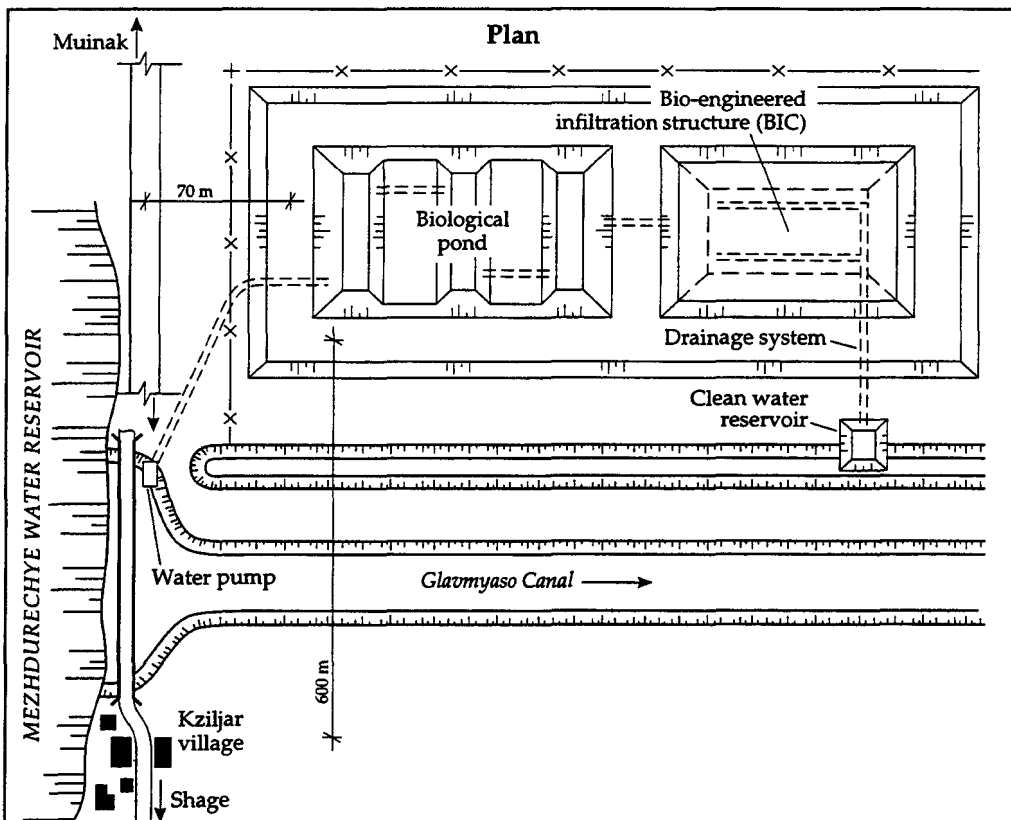 Plan
Muinak
Bio-engineered
infiltration structure (BIC)
70 m
Biological
pond
MEZHDURECHYE WATER RESERVOIR
Drainage system
Clean water
reservoir
Water pump
Glavmyaso Canal
600 m
Kziljar
village
Shage